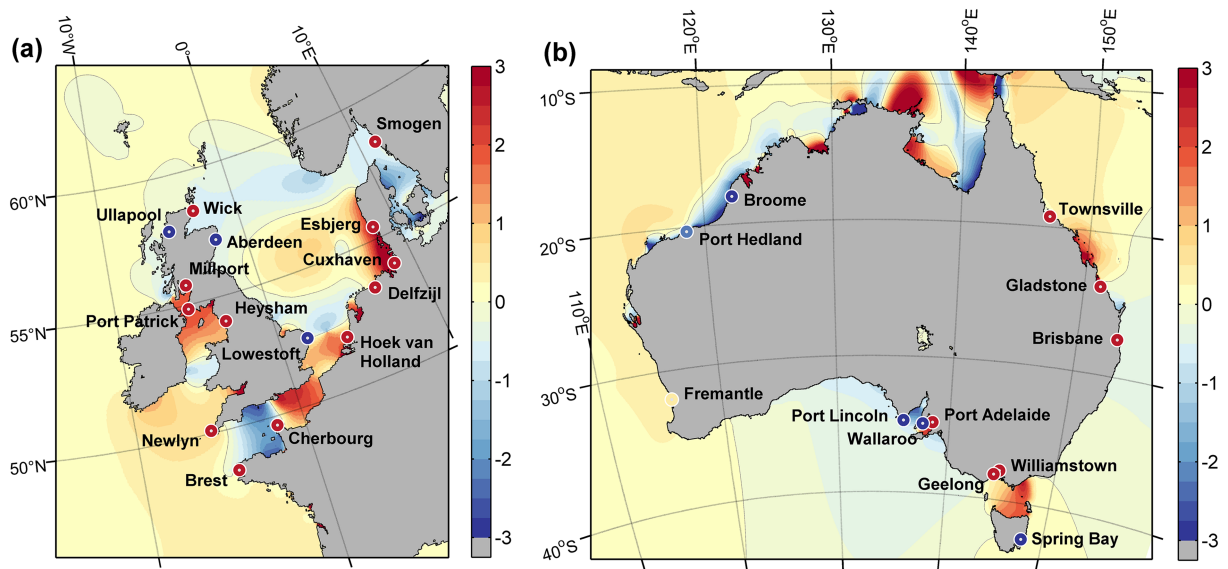 (a)
10°W
0°
10°E
60°N
55°N
50°N
Smogen
Ullapool
Wick
Aberdeen
Esbjerg
Cuxhaven
Millport
Delfzijl
Port Patrick
Heysham
Lowestoft
Hoek van
Holland
Newlyn
Cherbourg
Brest
3
2
1
0
-1
-2
-3
(b)
120°E
130°E
140°E
150°E
10°S
20°S
110°E
30°S
40°S
Broome
Port Hedland
Townsville
Gladstone
Brisbane
Fremantle
Port Lincoln
Port Adelaide
Wallaroo
Williamstown
Geelong
Spring Bay
3
2
1
0
-1
-2
-3